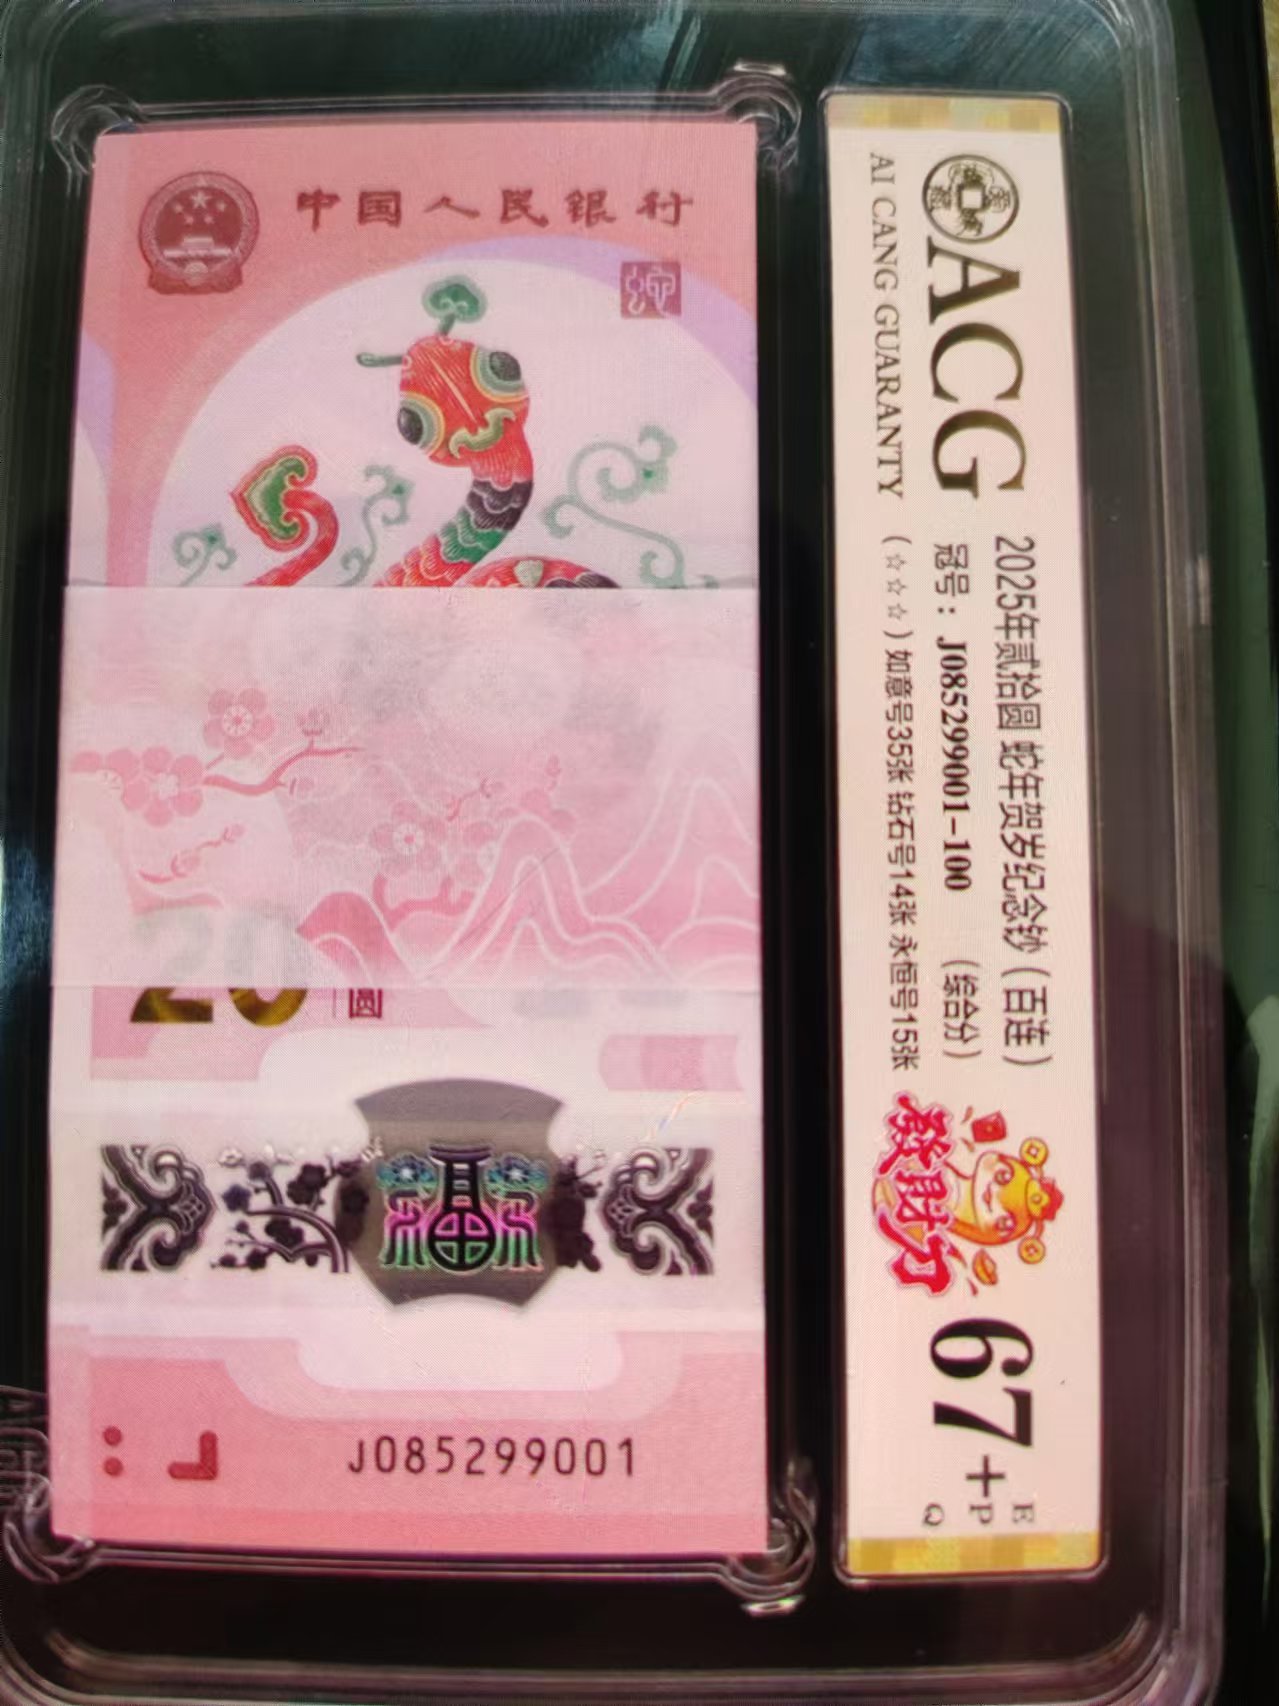 中国人民银行
20
圆
J085299001
ACG
AI CANG GUARANTY
2025年贰拾圆 蛇年贺岁纪念钞（百连）
冠号：J085299001-100 （综合分）
（☆☆☆）如意号35张 钻石号14张 永恒号15张
發財了
67+
E
P
Q